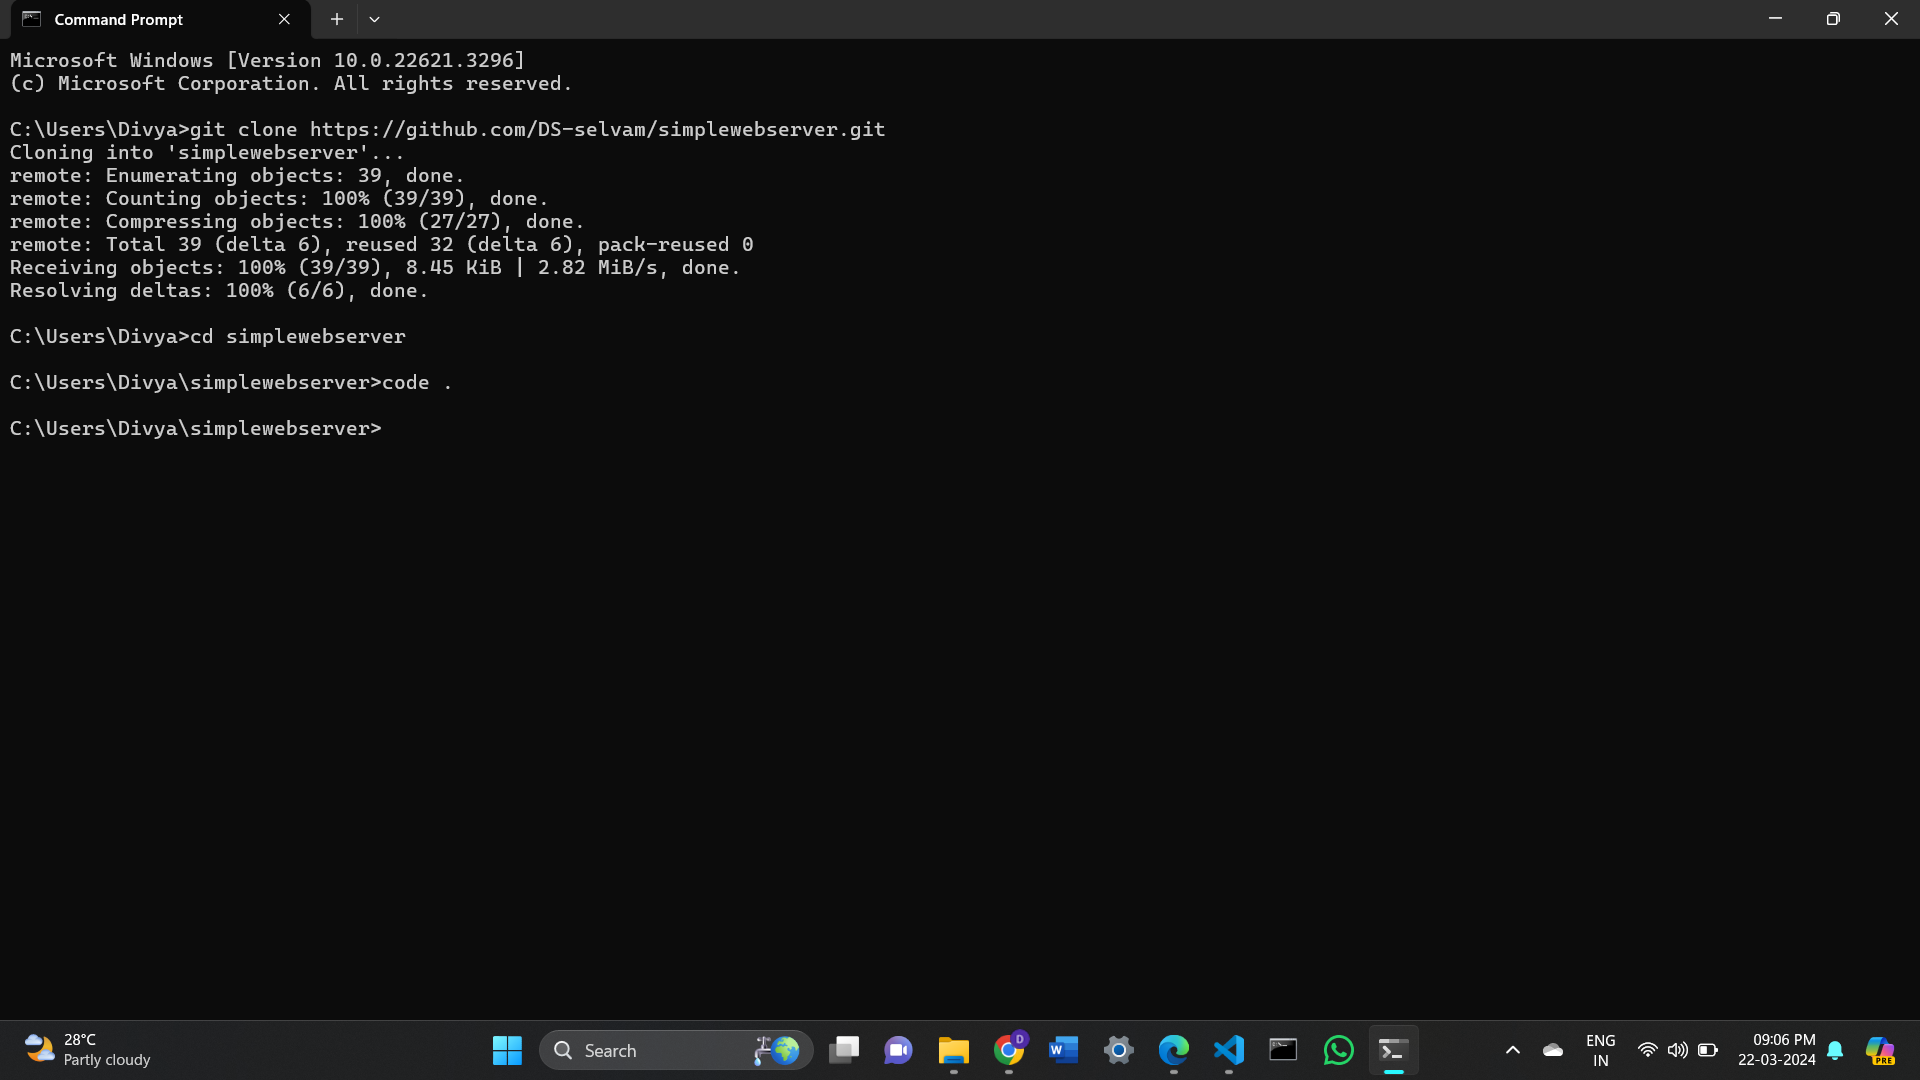 Command Prompt
Microsoft Windows [Version 10.0.22621.3296]
(c) Microsoft Corporation. All rights reserved.
C:\Users\Divya>git clone https://github.com/DS-selvam/simplewebserver.git
Cloning into 'simplewebserver'...
remote: Enumerating objects: 39, done.
remote: Counting objects: 100% (39/39), done.
remote: Compressing objects: 100% (27/27), done.
remote: Total 39 (delta 6), reused 32 (delta 6), pack-reused 0
Receiving objects: 100% (39/39), 8.45 KiB | 2.82 MiB/s, done.
Resolving deltas: 100% (6/6), done.
C:\Users\Divya>cd simplewebserver
C:\Users\Divya\simplewebserver>code .
C:\Users\Divya\simplewebserver>
28°C
Partly cloudy
Search
D
W
ENG
IN
09:06 PM
22-03-2024
PRE